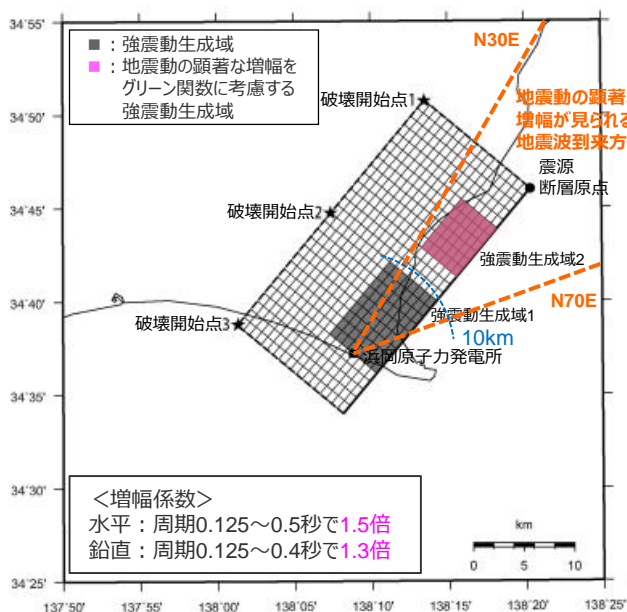 34˚55'
■：強震動生成域
■：地震動の顕著な増幅を
グリーン関数に考慮する
強震動生成域
N30E
34˚50'
破壊開始点1
地震動の顕著
増幅が見られる
地震波到来方
震源
断層原点
34˚45'
破壊開始点2
強震動生成域2
34˚40'
N70E
破壊開始点3
強震動生成域1
10km
浜岡原子力発電所
34˚35'
34˚30'
＜増幅係数＞
水平：周期0.125～0.5秒で1.5倍
鉛直：周期0.125～0.4秒で1.3倍
km
0 5 10
34˚25'
137˚50' 137˚55' 138˚00' 138˚05' 138˚10' 138˚15' 138˚20' 138˚25'